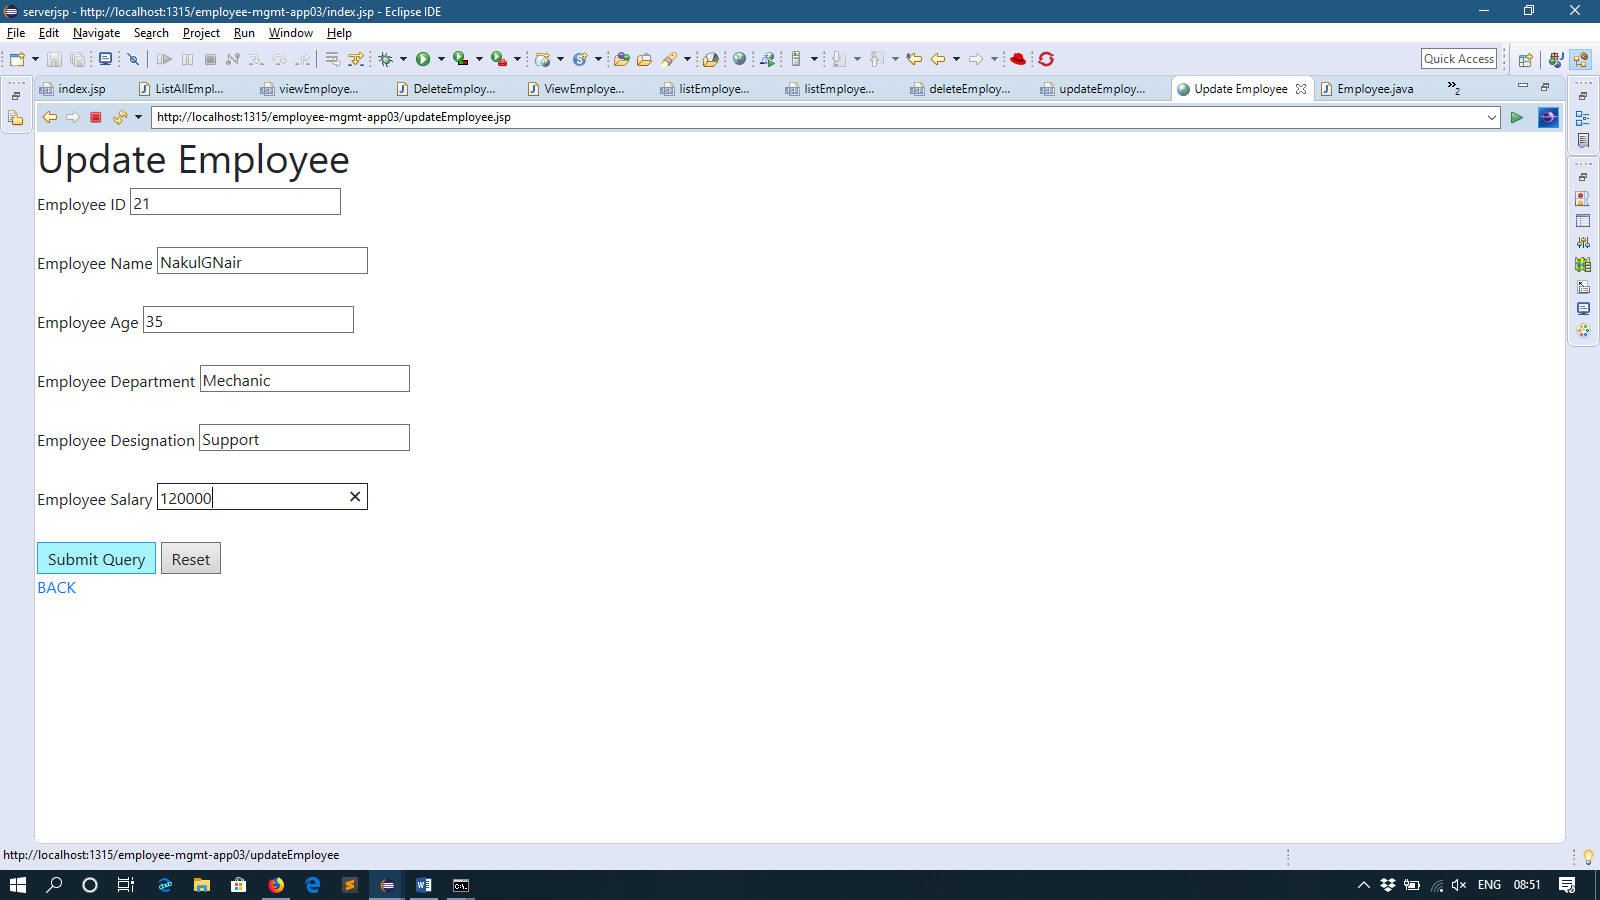 serverjsp - http://localhost:1315/employee-mgmt-app03/index.jsp - Eclipse IDE
File Edit Navigate Search Project Run Window Help
Quick Access
index.jsp ListAllEmpl... viewEmploye... DeleteEmploy... ViewEmploye... listEmploye... listEmploye... deleteEmploy... updateEmploy... Update Employee Employee.java »2
http://localhost:1315/employee-mgmt-app03/updateEmployee.jsp
Update Employee
Employee ID 21
Employee Name NakulGNair
Employee Age 35
Employee Department Mechanic
Employee Designation Support
Employee Salary 120000
Submit Query Reset
BACK
http://localhost:1315/employee-mgmt-app03/updateEmployee
ENG 08:51